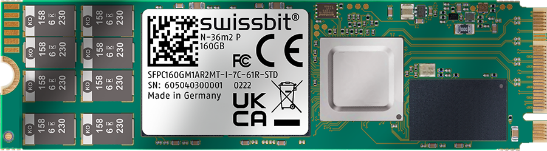 swissbit®
N-36m2 P
160GB
FC CE
SFPC160GM1AR2MT-I-7C-61R-STD
S/N: 605040300001 0222
Made in Germany
UK
CA
158 6 K 230
158 6 K 230
158 6 K 230
158 6 K 230
158 6 K 230
158 6 K 230
158 6 K 230
158 6 K 230